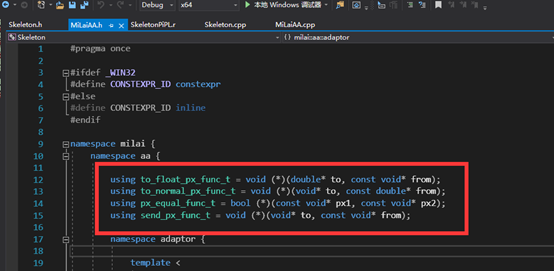 Debug x64 本地 Windows 调试器
Skeleton.h MiLaiAA.h SkeletonPiPL.r Skeleton.cpp MiLaiAA.cpp
Skeleton milai::aa::adaptor
1 #pragma once
2
3 #ifdef _WIN32
4 #define CONSTEXPR_ID constexpr
5 #else
6 #define CONSTEXPR_ID inline
7 #endif
8
9 namespace milai {
10 namespace aa {
11
12 using to_float_px_func_t = void (*)(double* to, const void* from);
13 using to_normal_px_func_t = void (*)(void* to, const double* from);
14 using px_equal_func_t = bool (*)(const void* px1, const void* px2);
15 using send_px_func_t = void (*)(void* to, const void* from);
16
17 namespace adaptor {
18
19 template <